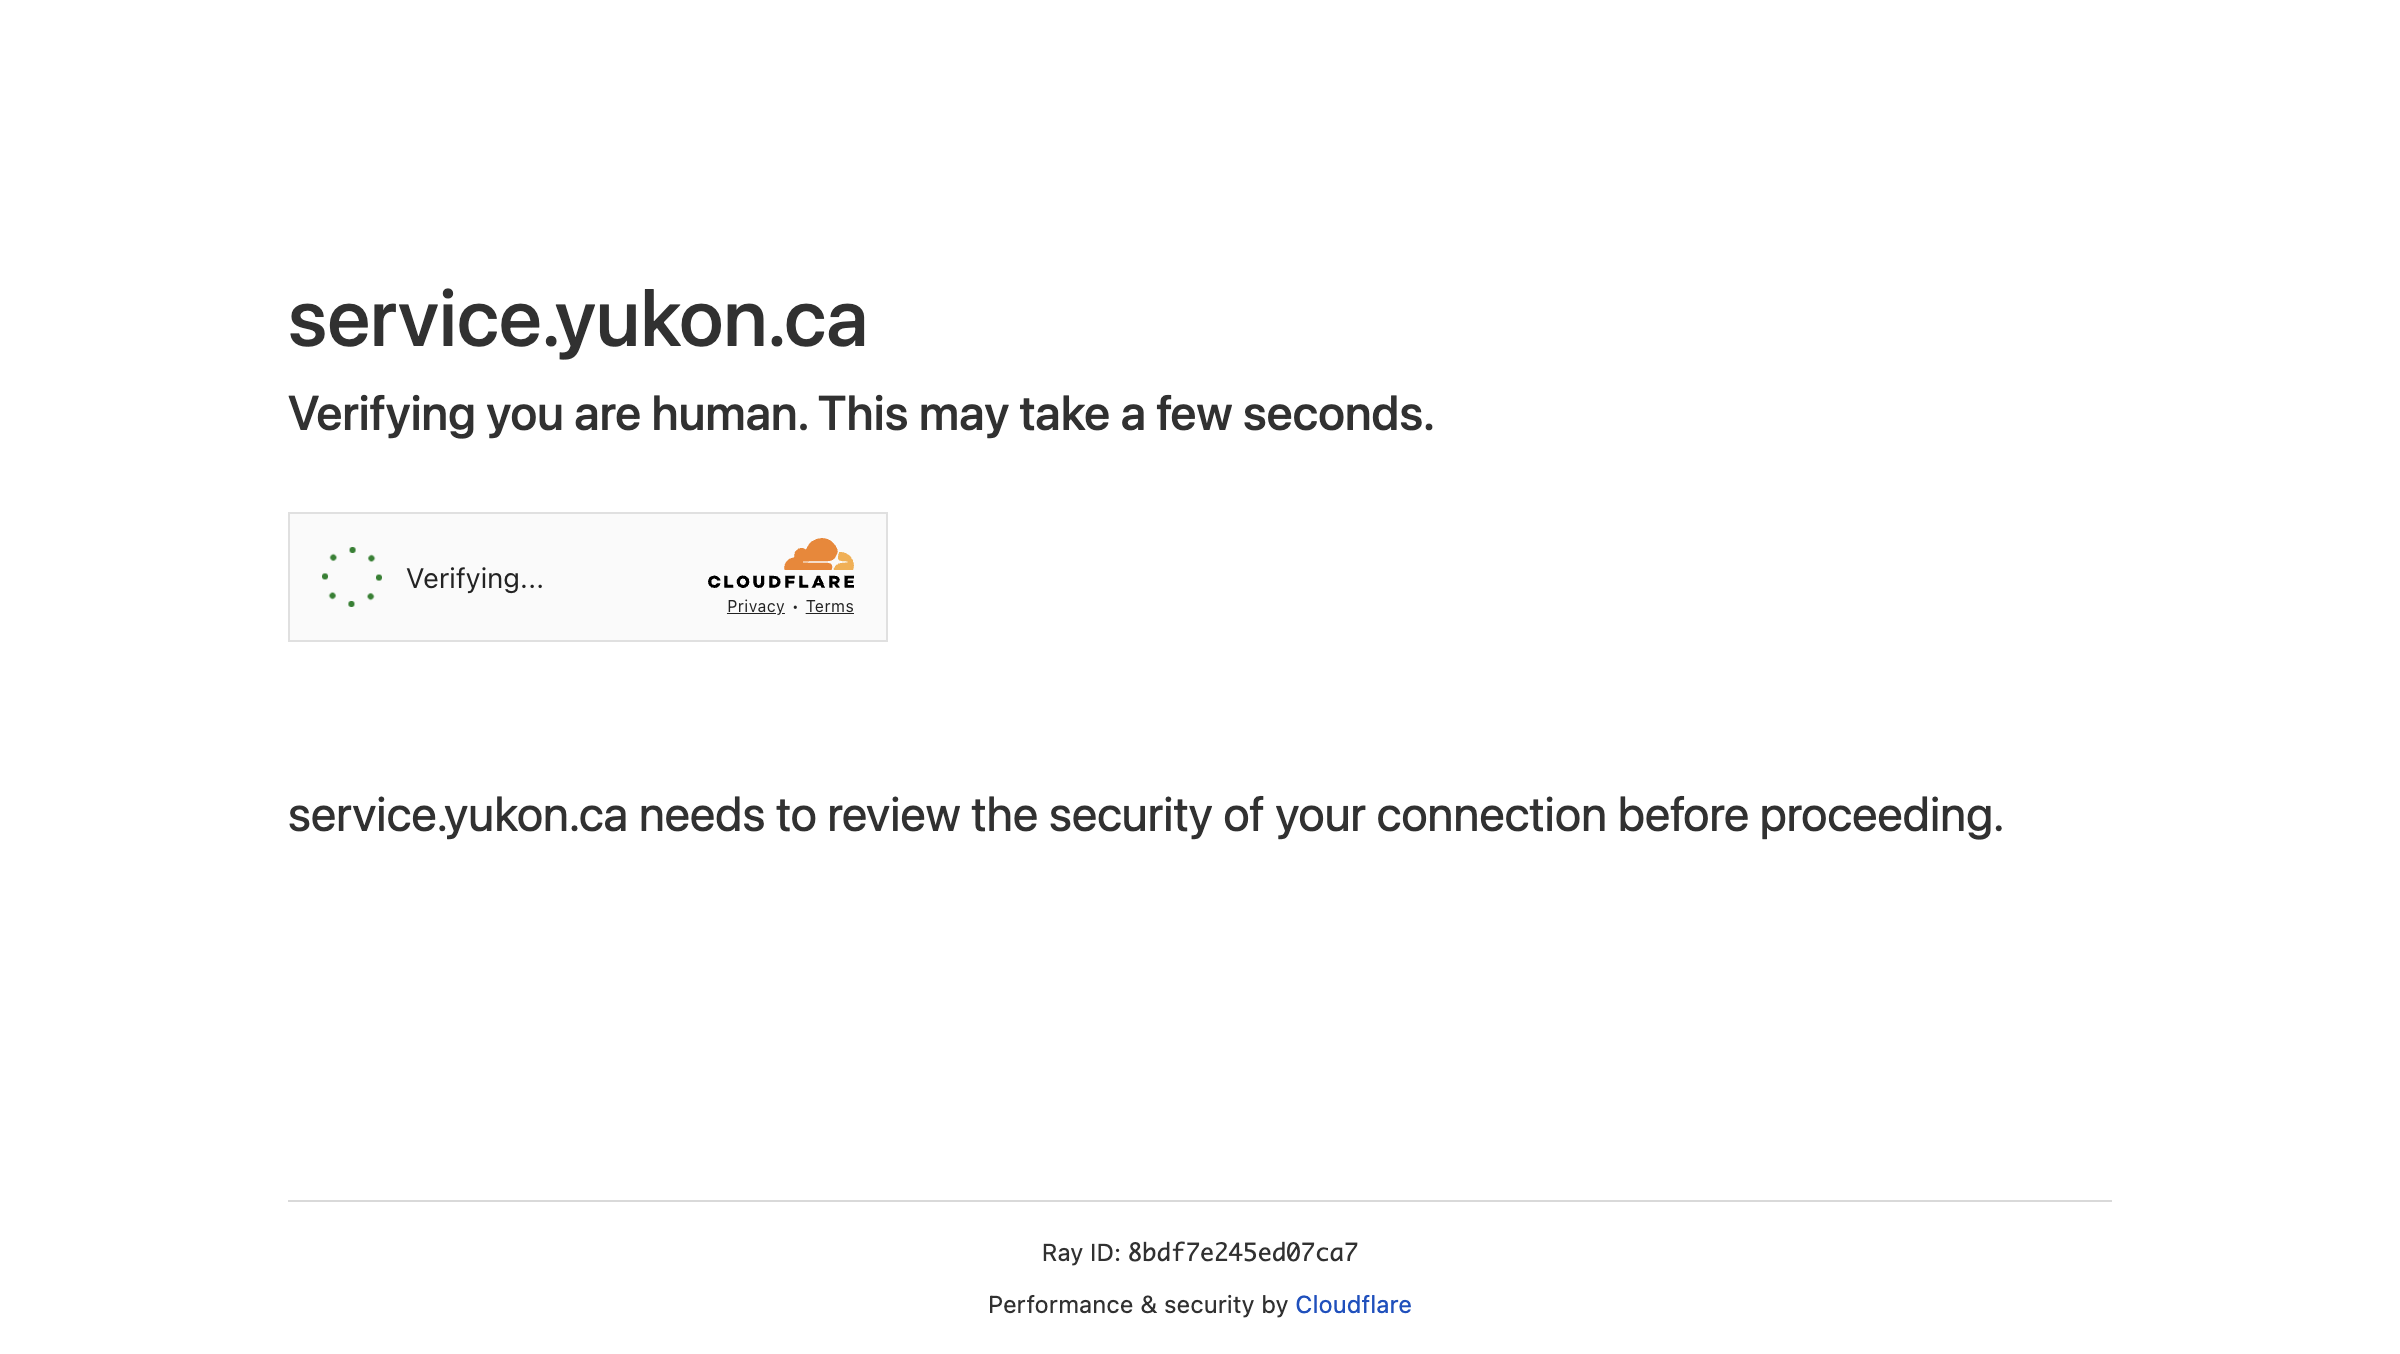 service.yukon.ca
Verifying you are human. This may take a few seconds.
Verifying...
CLOUDFLARE
Privacy • Terms
service.yukon.ca needs to review the security of your connection before proceeding.
Ray ID: 8bdf7e245ed07ca7
Performance & security by Cloudflare